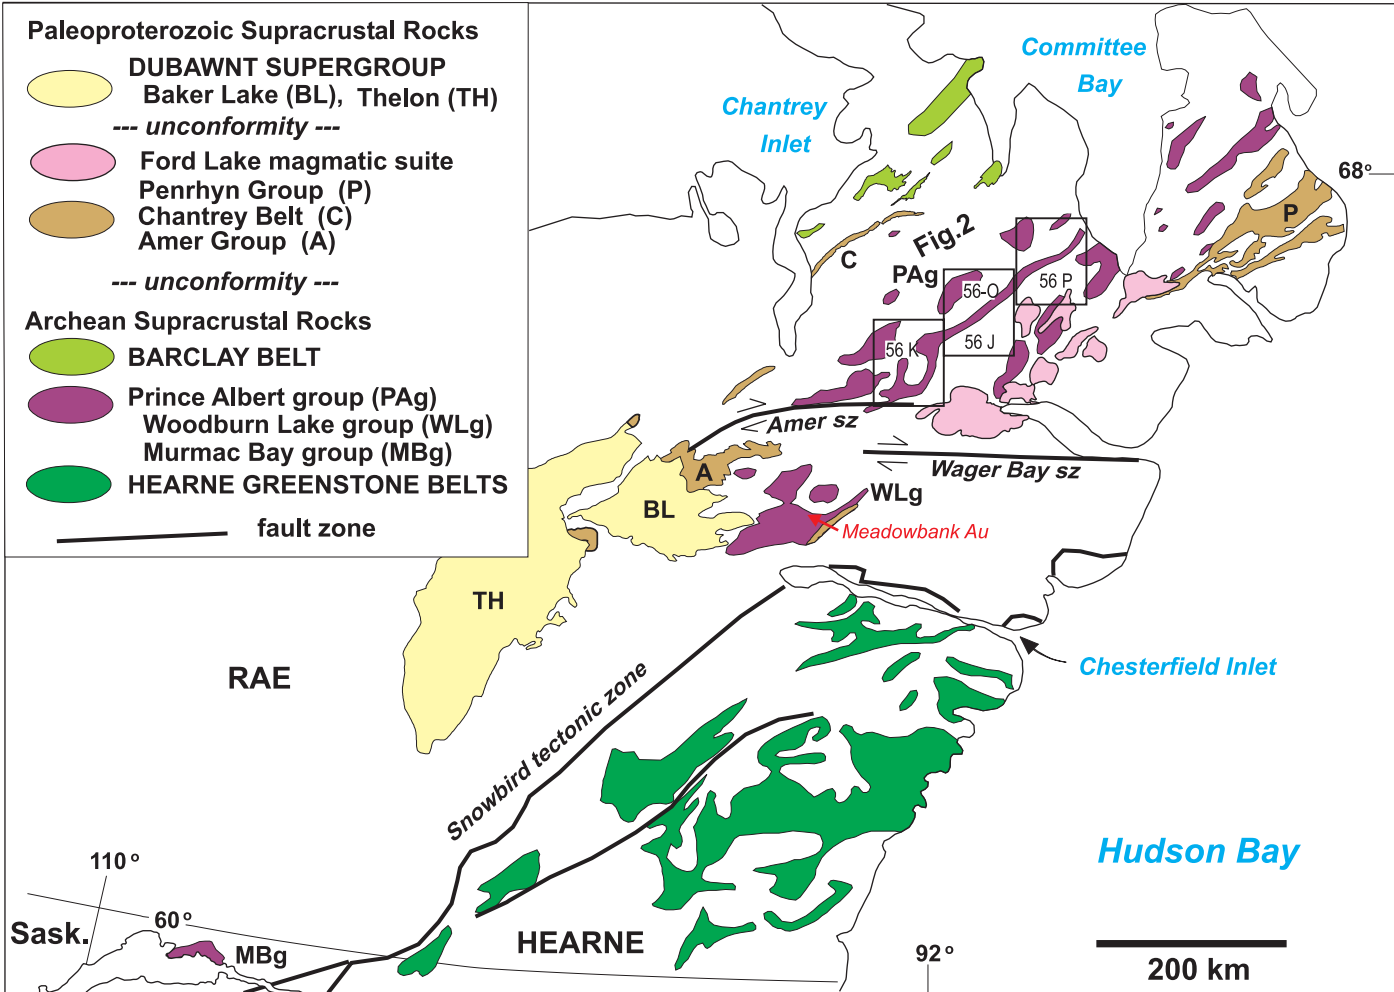 Paleoproterozoic Supracrustal Rocks
DUBAWNT SUPERGROUP
Baker Lake (BL), Thelon (TH)
--- unconformity ---
Ford Lake magmatic suite
Penrhyn Group (P)
Chantrey Belt (C)
Amer Group (A)
--- unconformity ---
Archean Supracrustal Rocks
BARCLAY BELT
Prince Albert group (PAg)
Woodburn Lake group (WLg)
Murmac Bay group (MBg)
HEARNE GREENSTONE BELTS
fault zone
Committee
Bay
Chantrey
Inlet
68°
P
C
Fig.2
PAg
56-O
56 P
56 K
56 J
Amer sz
Wager Bay sz
A
BL
WLg
Meadowbank Au
TH
RAE
Snowbird tectonic zone
Chesterfield Inlet
Hudson Bay
110°
60°
Sask.
MBg
HEARNE
92°
200 km